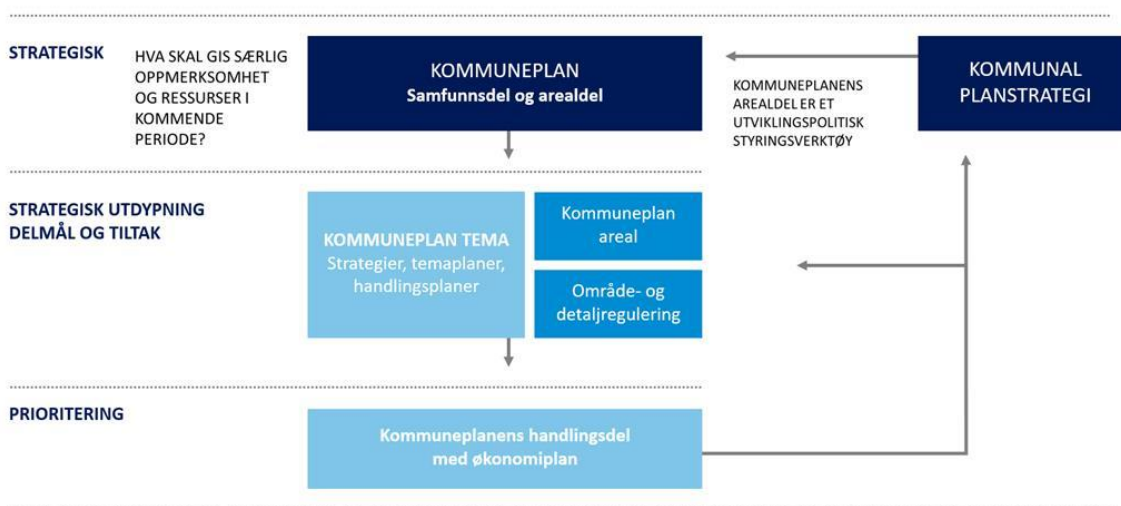 STRATEGISK
HVA SKAL GIS SÆRLIG
OPPMERKSOMHET
OG RESSURSER I
KOMMENDE
PERIODE?
KOMMUNEPLAN
Samfunnsdel og arealdel
KOMMUNEPLANENS
AREALDEL ER ET
UTVIKLINGSPOLITISK
STYRINGSVERKTØY
KOMMUNAL
PLANSTRATEGI
STRATEGISK UTDYPNING
DELMÅL OG TILTAK
KOMMUNEPLAN TEMA
Strategier, temaplaner,
handlingsplaner
Kommuneplan
areal
Område- og
detaljregulering
PRIORITERING
Kommuneplanens handlingsdel
med økonomiplan